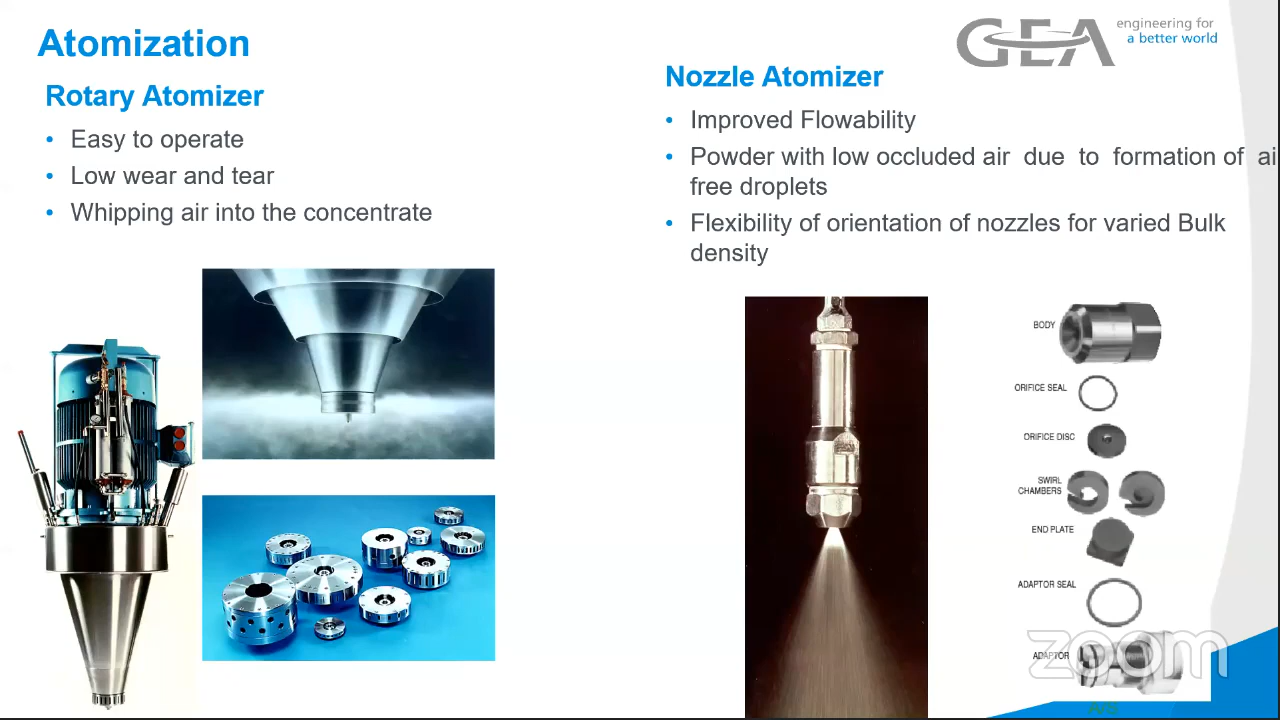 Atomization
GEA
engineering for
a better world
Rotary Atomizer
• Easy to operate
• Low wear and tear
• Whipping air into the concentrate
Nozzle Atomizer
• Improved Flowability
• Powder with low occluded air due to formation of ai
free droplets
• Flexibility of orientation of nozzles for varied Bulk
density
BODY
ORIFICE SEAL
ORIFICE DISC
SWIRL
CHAMBERS
END PLATE
ADAPTOR SEAL
ADAPTOR
zoom
A/S